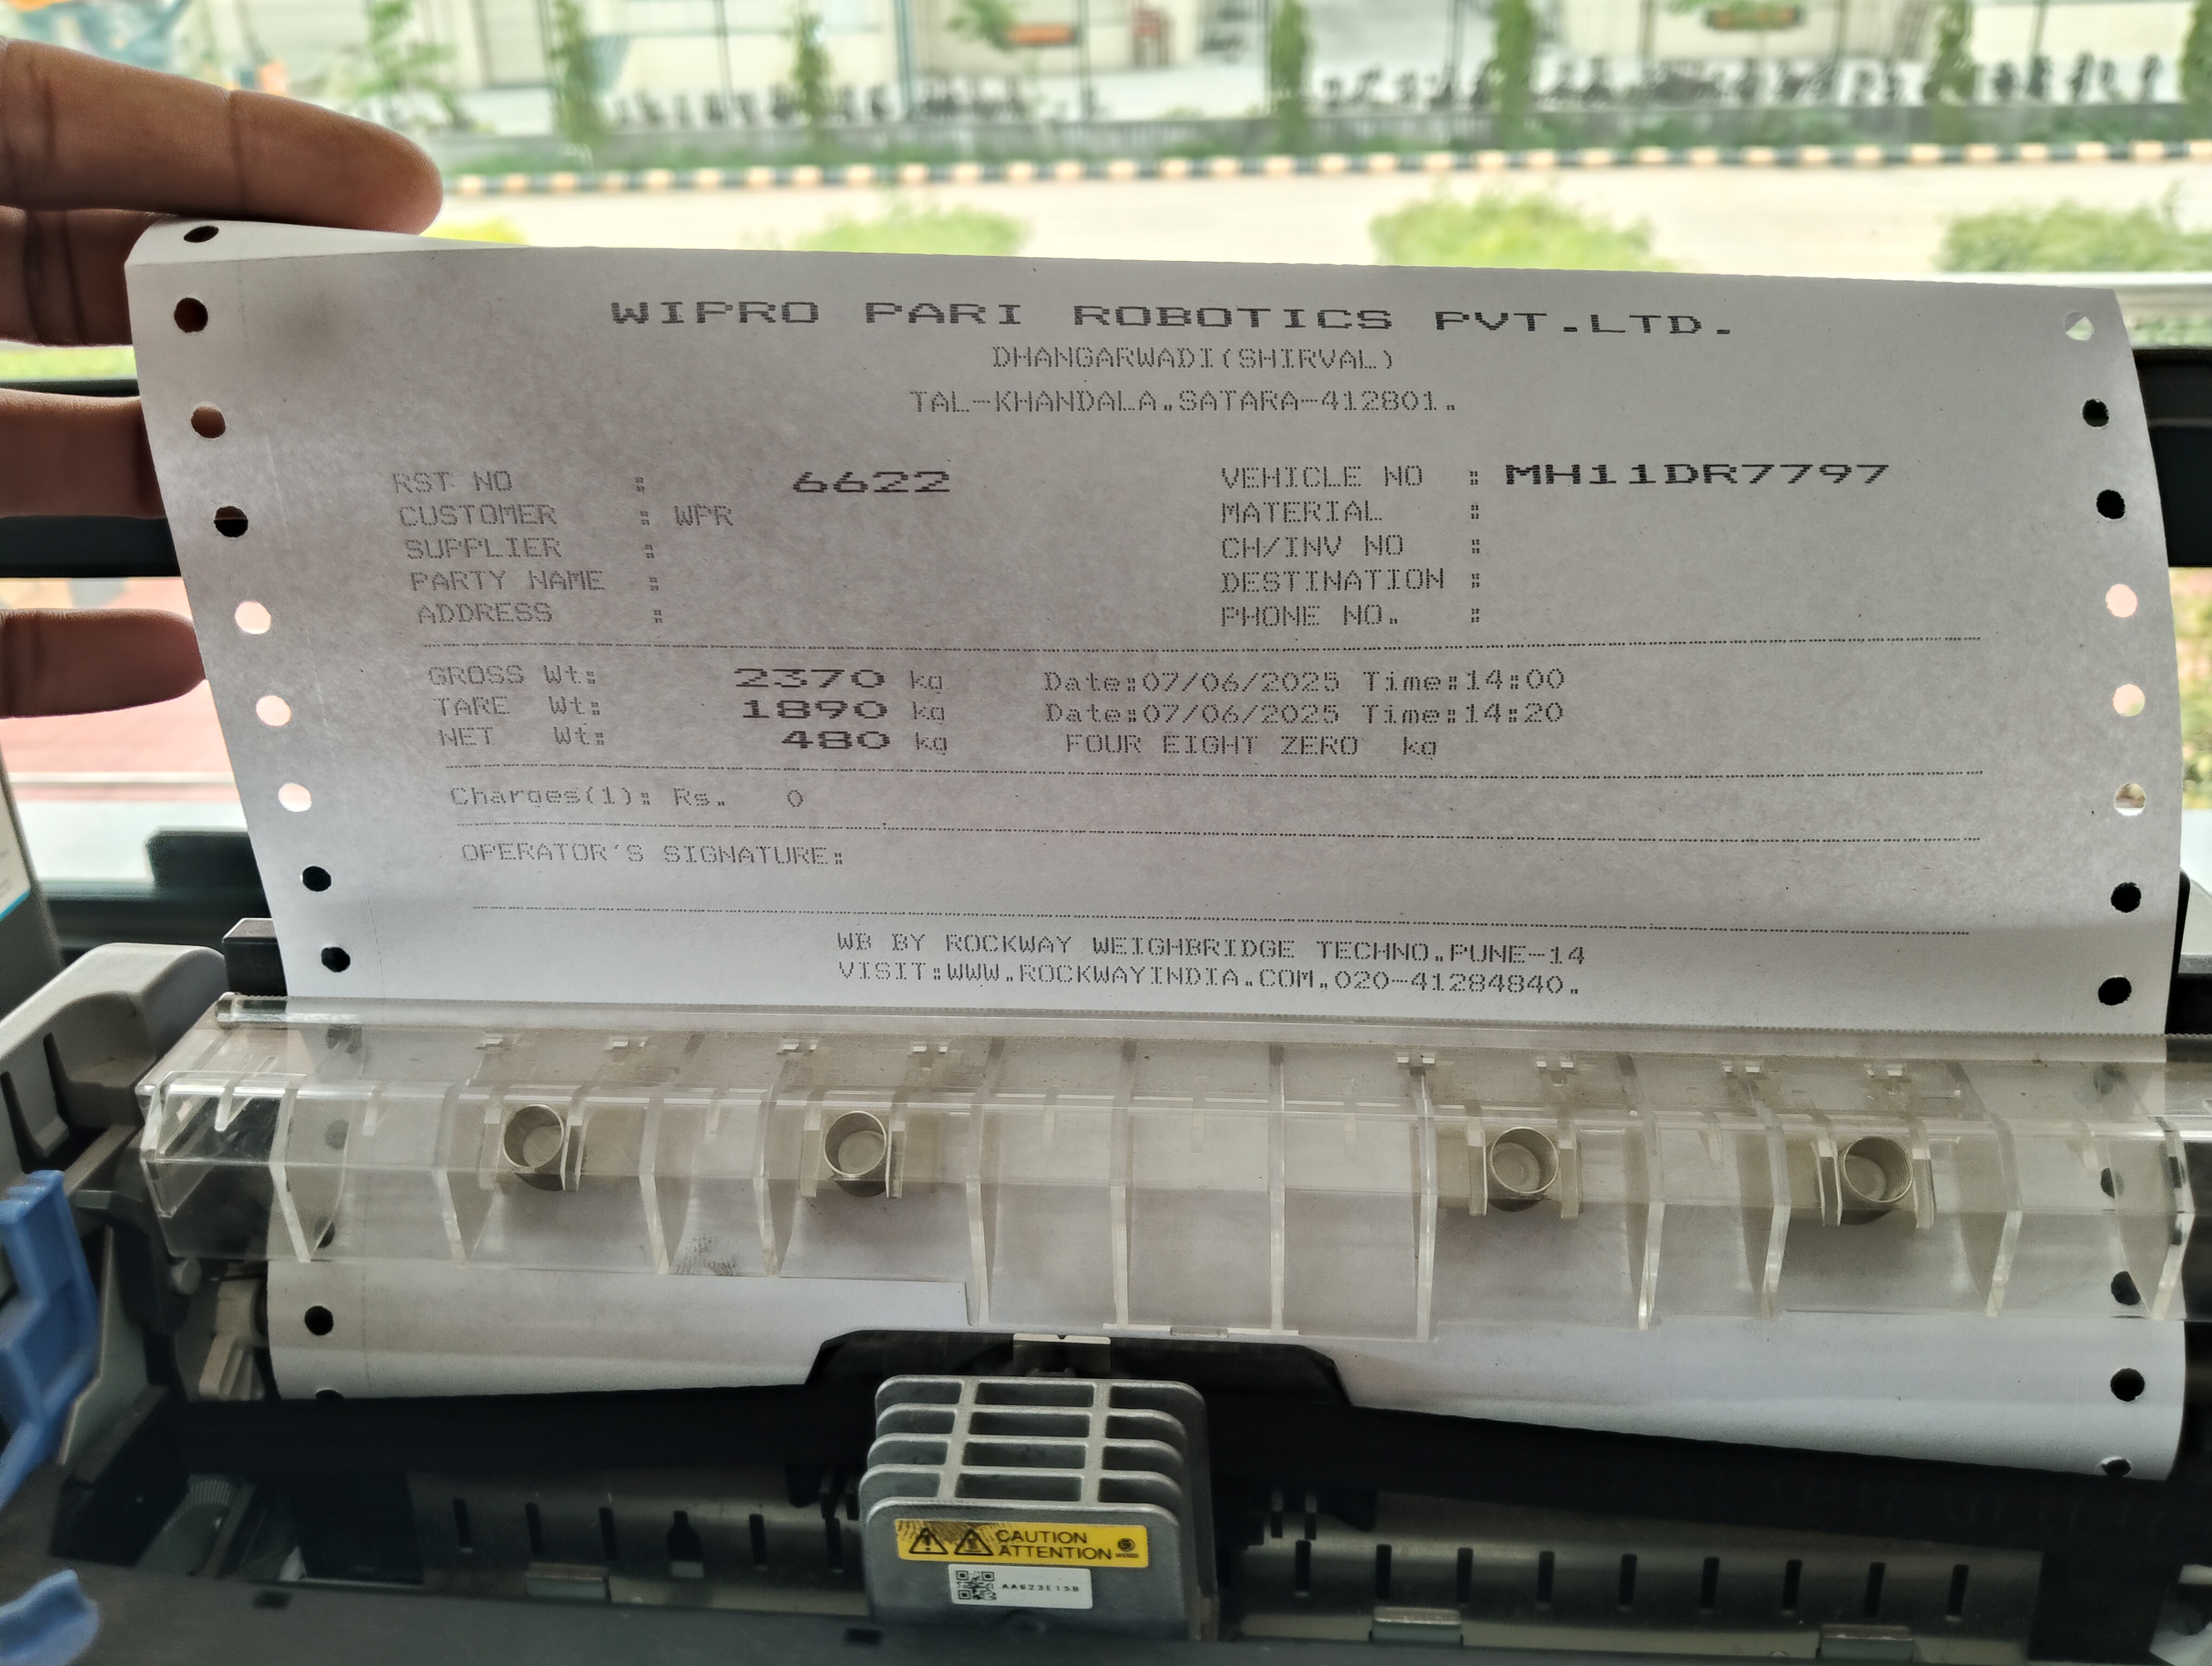 WIPRO PARI ROBOTICS PVT.LTD.
DHANGARWADI(SHIRVAL)
TAL-KHANDALA.SATARA-412801.
RST NO : 6622 VEHICLE NO : MH11DR7797
CUSTOMER : WPR MATERIAL :
SUPPLIER : CH/INV NO :
PARTY NAME : DESTINATION :
ADDRESS : PHONE NO. :
GROSS Wt: 2370 kg Date:07/06/2025 Time:14:00
TARE Wt: 1890 kg Date:07/06/2025 Time:14:20
NET Wt: 480 kg FOUR EIGHT ZERO kg
Charges(1): Rs. 0
OPERATOR'S SIGNATURE:
WB BY ROCKWAY WEIGHBRIDGE TECHNO.PUNE-14
VISIT:WWW.ROCKWAYINDIA.COM.020-41284840.
CAUTION
ATTENTION
AA623E15B